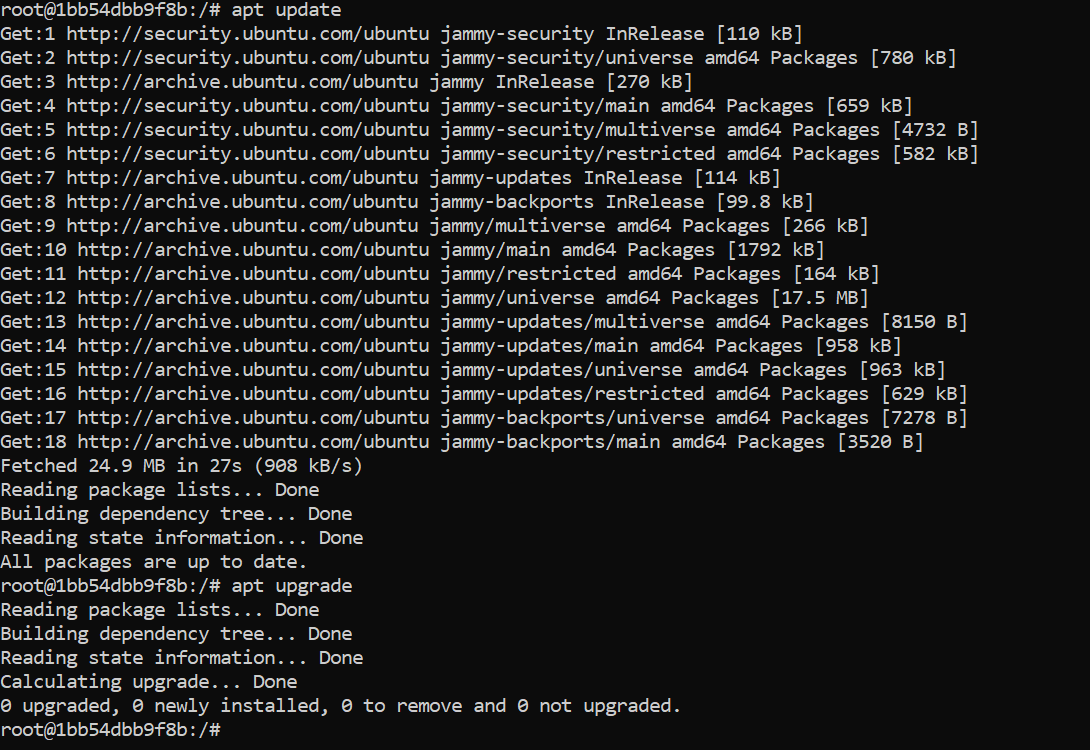 root@1bb54dbb9f8b:/# apt update
Get:1 http://security.ubuntu.com/ubuntu jammy-security InRelease [110 kB]
Get:2 http://security.ubuntu.com/ubuntu jammy-security/universe amd64 Packages [780 kB]
Get:3 http://archive.ubuntu.com/ubuntu jammy InRelease [270 kB]
Get:4 http://security.ubuntu.com/ubuntu jammy-security/main amd64 Packages [659 kB]
Get:5 http://security.ubuntu.com/ubuntu jammy-security/multiverse amd64 Packages [4732 B]
Get:6 http://security.ubuntu.com/ubuntu jammy-security/restricted amd64 Packages [582 kB]
Get:7 http://archive.ubuntu.com/ubuntu jammy-updates InRelease [114 kB]
Get:8 http://archive.ubuntu.com/ubuntu jammy-backports InRelease [99.8 kB]
Get:9 http://archive.ubuntu.com/ubuntu jammy/multiverse amd64 Packages [266 kB]
Get:10 http://archive.ubuntu.com/ubuntu jammy/main amd64 Packages [1792 kB]
Get:11 http://archive.ubuntu.com/ubuntu jammy/restricted amd64 Packages [164 kB]
Get:12 http://archive.ubuntu.com/ubuntu jammy/universe amd64 Packages [17.5 MB]
Get:13 http://archive.ubuntu.com/ubuntu jammy-updates/multiverse amd64 Packages [8150 B]
Get:14 http://archive.ubuntu.com/ubuntu jammy-updates/main amd64 Packages [958 kB]
Get:15 http://archive.ubuntu.com/ubuntu jammy-updates/universe amd64 Packages [963 kB]
Get:16 http://archive.ubuntu.com/ubuntu jammy-updates/restricted amd64 Packages [629 kB]
Get:17 http://archive.ubuntu.com/ubuntu jammy-backports/universe amd64 Packages [7278 B]
Get:18 http://archive.ubuntu.com/ubuntu jammy-backports/main amd64 Packages [3520 B]
Fetched 24.9 MB in 27s (908 kB/s)
Reading package lists... Done
Building dependency tree... Done
Reading state information... Done
All packages are up to date.
root@1bb54dbb9f8b:/# apt upgrade
Reading package lists... Done
Building dependency tree... Done
Reading state information... Done
Calculating upgrade... Done
0 upgraded, 0 newly installed, 0 to remove and 0 not upgraded.
root@1bb54dbb9f8b:/#